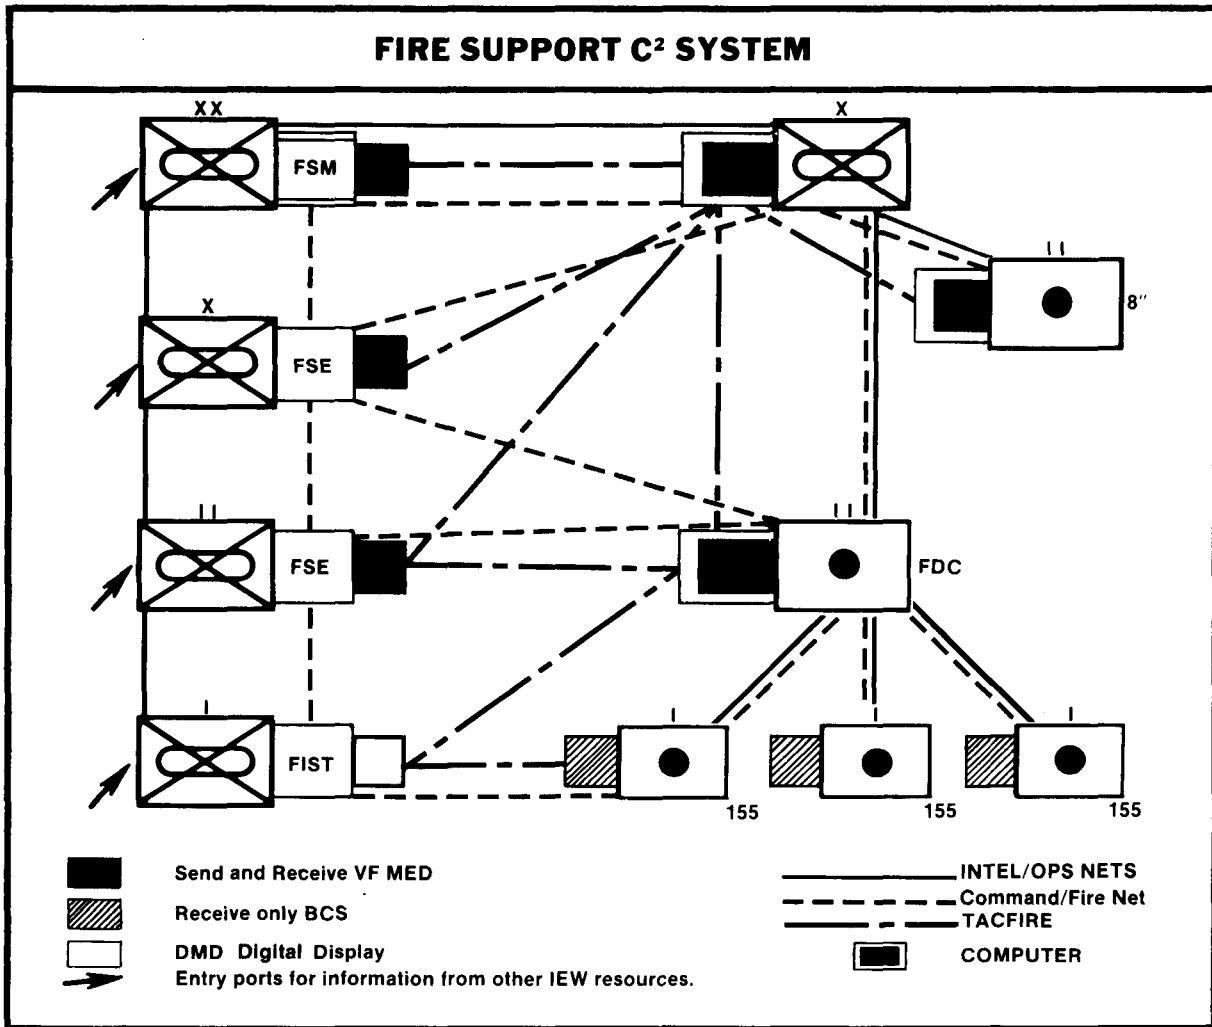 FIRE SUPPORT C² SYSTEM
XX
X
FSM
X
FSE
II
8"
II
FSE
II
FDC
I
FIST
I
155
I
155
I
155
Send and Receive VF MED
Receive only BCS
DMD Digital Display
Entry ports for information from other IEW resources.
INTEL/OPS NETS
Command/Fire Net
TACFIRE
COMPUTER